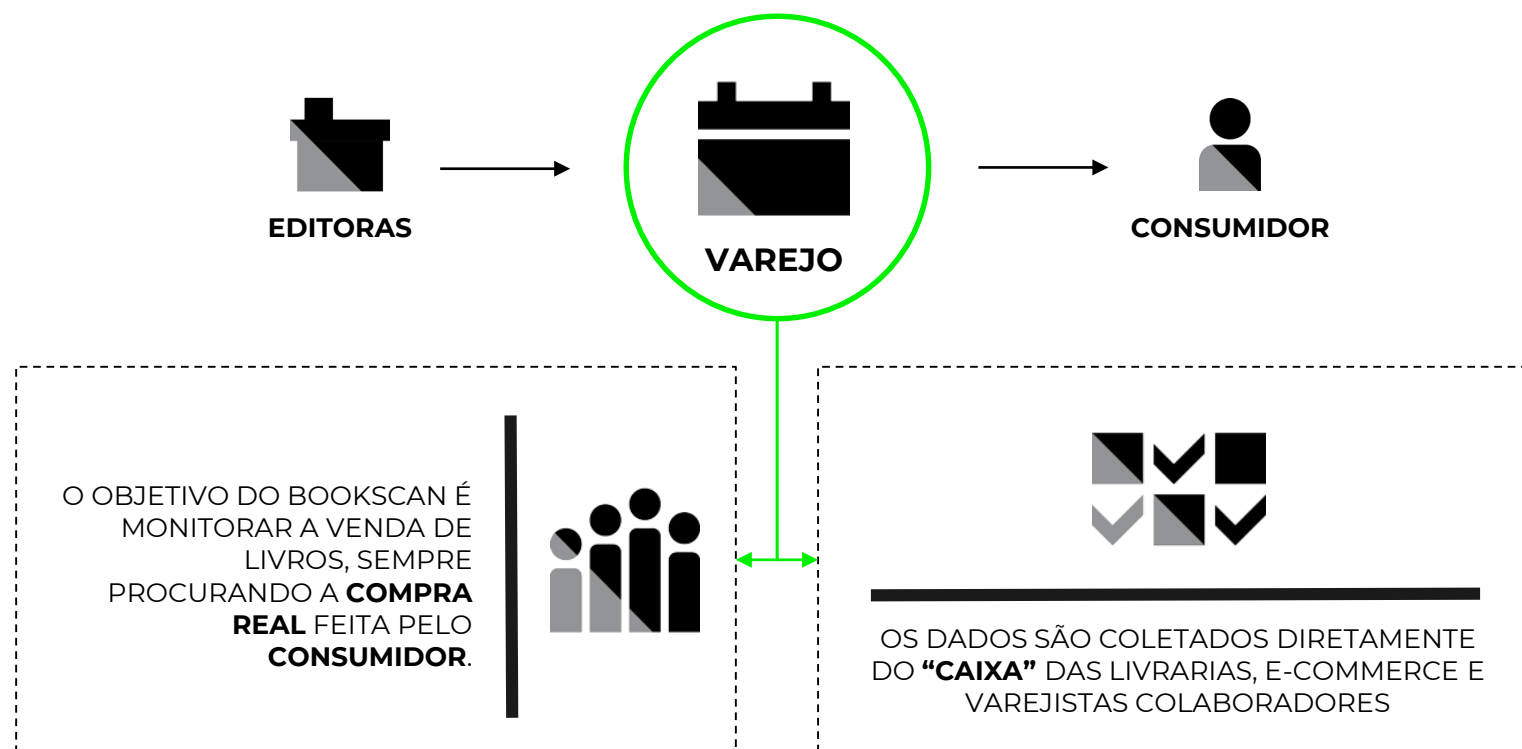 EDITORAS
VAREJO
CONSUMIDOR
O OBJETIVO DO BOOKSCAN É
MONITORAR A VENDA DE
LIVROS, SEMPRE
PROCURANDO A COMPRA
REAL FEITA PELO
CONSUMIDOR.
OS DADOS SÃO COLETADOS DIRETAMENTE
DO “CAIXA” DAS LIVRARIAS, E-COMMERCE E
VAREJISTAS COLABORADORES